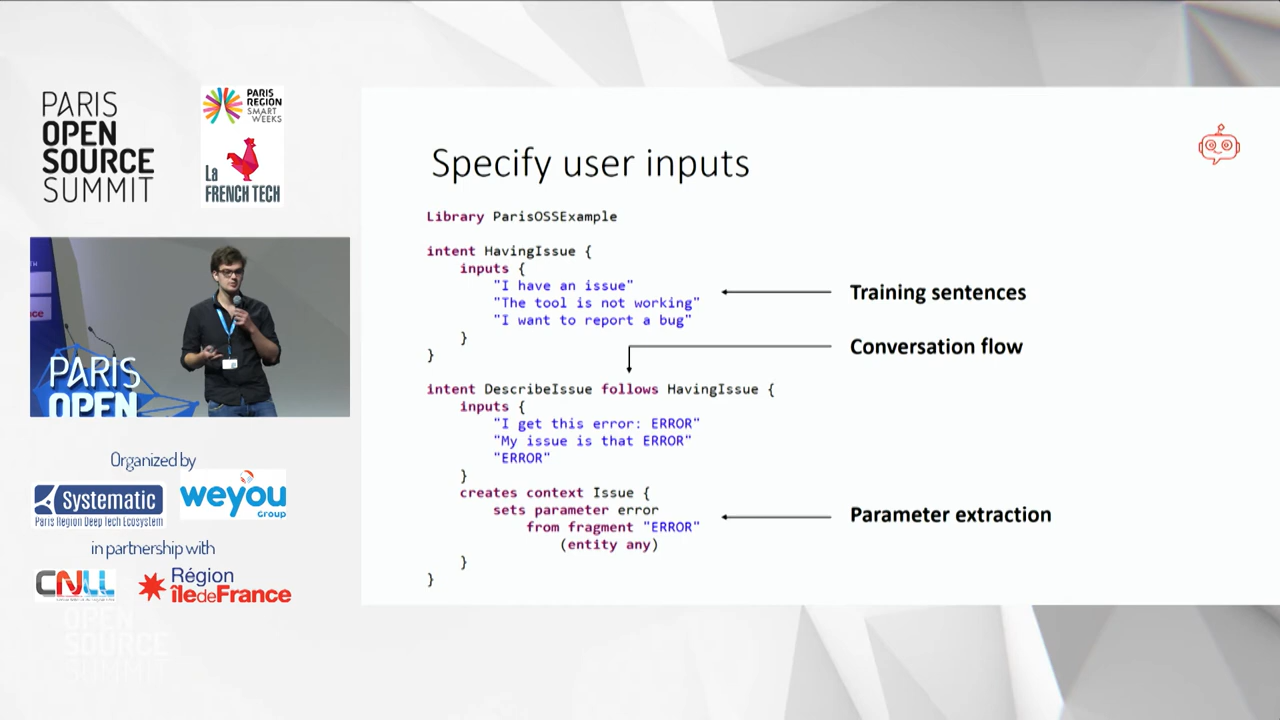 PARIS
OPEN
SOURCE
SUMMIT
PARIS
REGION
SMART
WEEKS
La
FRENCH TECH
PARIS
OPEN
Organized by
Systematic
Paris Region Deep Tech Ecosystem
weyou
Group
in partnership with
CNLL
Région
îledeFrance
OPEN
SOURCE
SUMMIT
Specify user inputs
Library ParisOSSExample
intent HavingIssue {
inputs {
"I have an issue"
"The tool is not working"
"I want to report a bug"
}
}
Training sentences
Conversation flow
intent DescribeIssue follows HavingIssue {
inputs {
"I get this error: ERROR"
"My issue is that ERROR"
"ERROR"
}
creates context Issue {
sets parameter error
from fragment "ERROR"
(entity any)
}
}
Parameter extraction